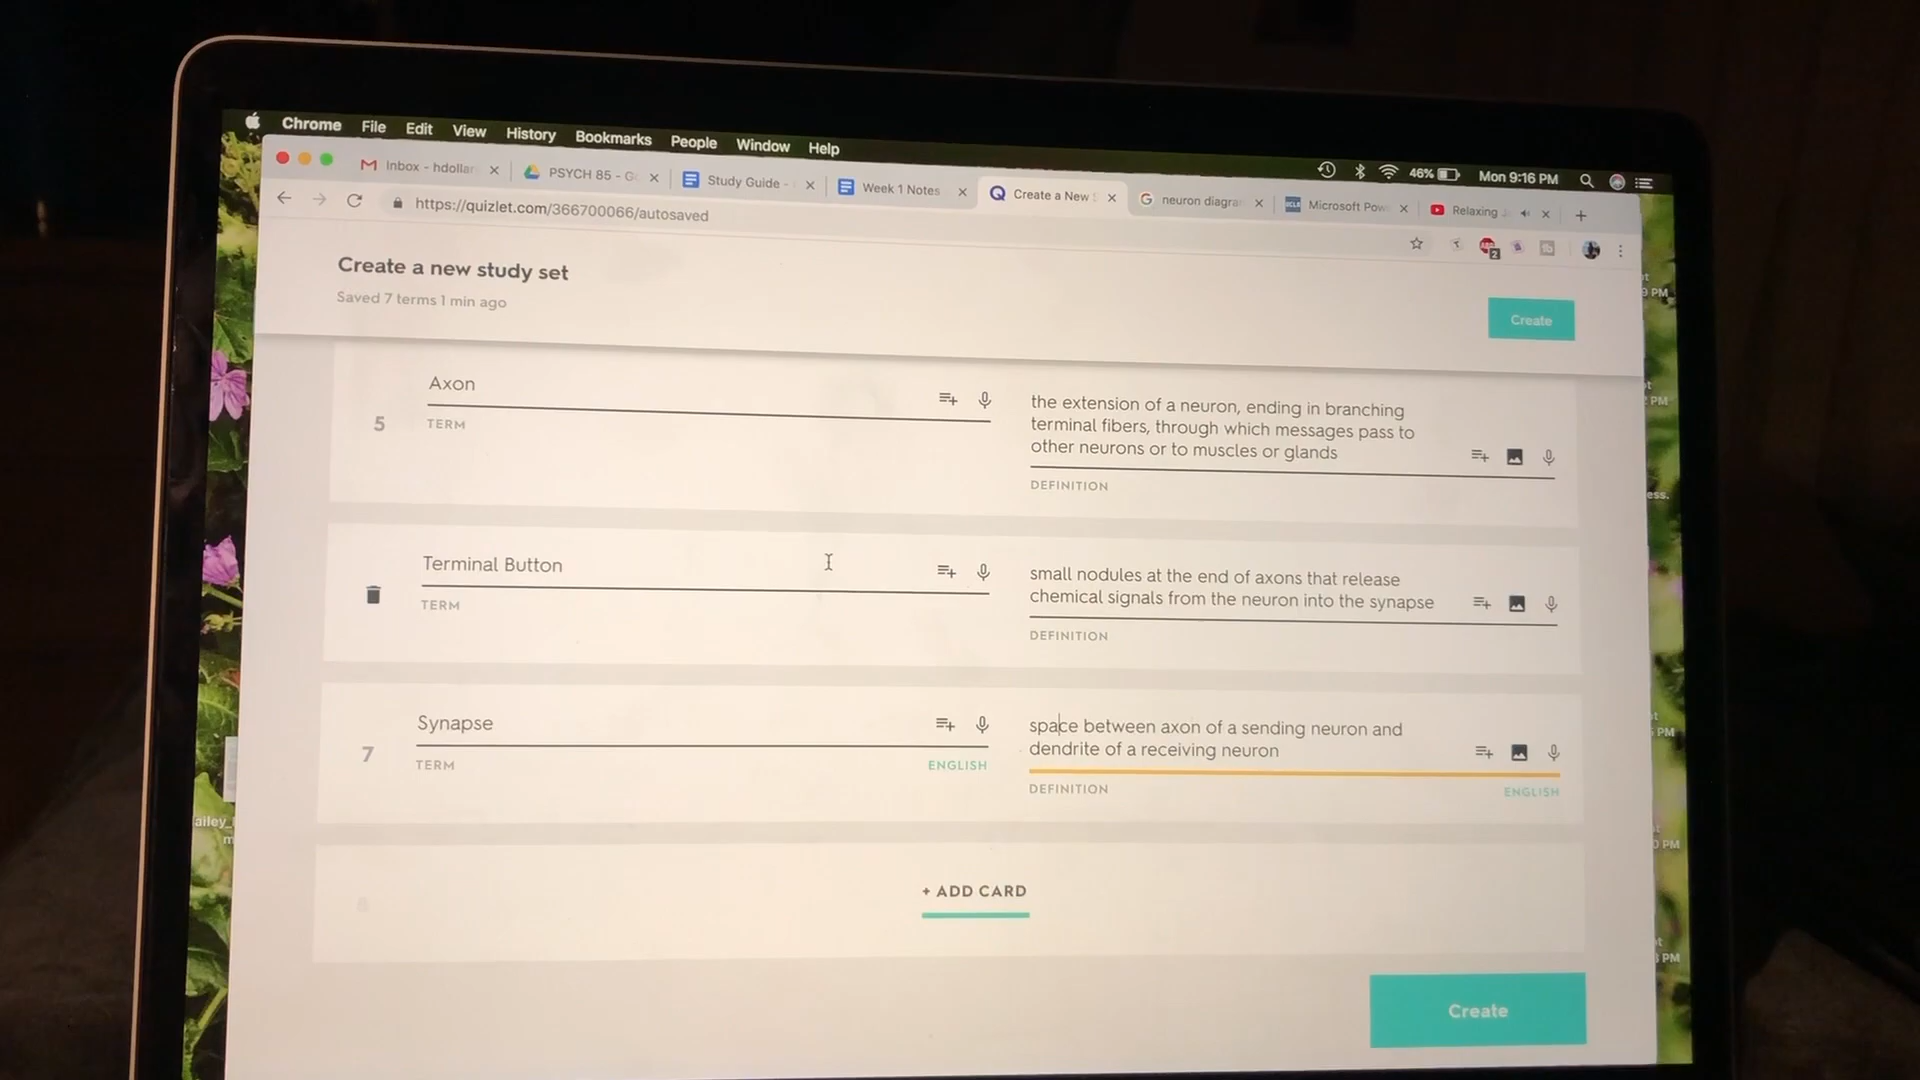 Chrome File Edit View History Bookmarks People Window Help
46% Mon 9:16 PM
Inbox - hdollar
PSYCH 85 - G
Study Guide -
Week 1 Notes
Create a New
neuron diagra
Microsoft Pow
Relaxing
https://quizlet.com/366700066/autosaved
Create a new study set
Saved 7 terms 1 min ago
Create
5
Axon
TERM
the extension of a neuron, ending in branching
terminal fibers, through which messages pass to
other neurons or to muscles or glands
DEFINITION
Terminal Button
TERM
small nodules at the end of axons that release
chemical signals from the neuron into the synapse
DEFINITION
7
Synapse
TERM ENGLISH
space between axon of a sending neuron and
dendrite of a receiving neuron
DEFINITION ENGLISH
+ ADD CARD
Create